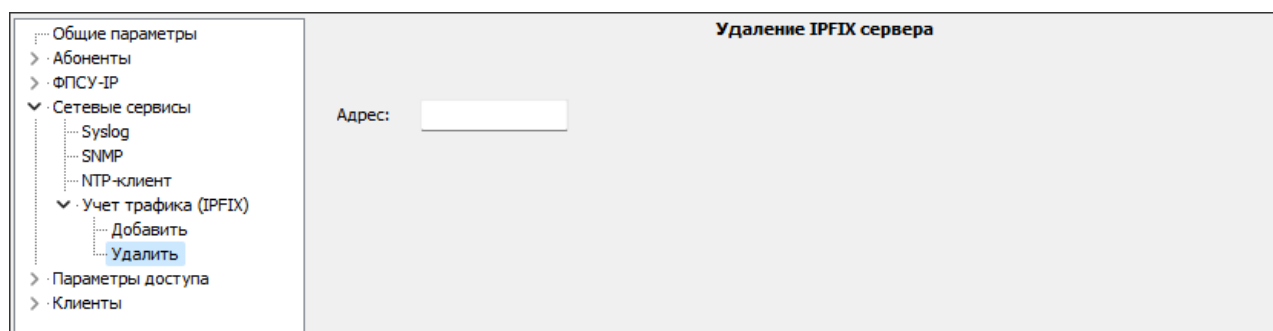 Общие параметры
Абоненты
ФПСУ-IP
Сетевые сервисы
Syslog
SNMP
NTP-клиент
Учет трафика (IPFIX)
Добавить
Удалить
Параметры доступа
Клиенты
Удаление IPFIX сервера
Адрес: